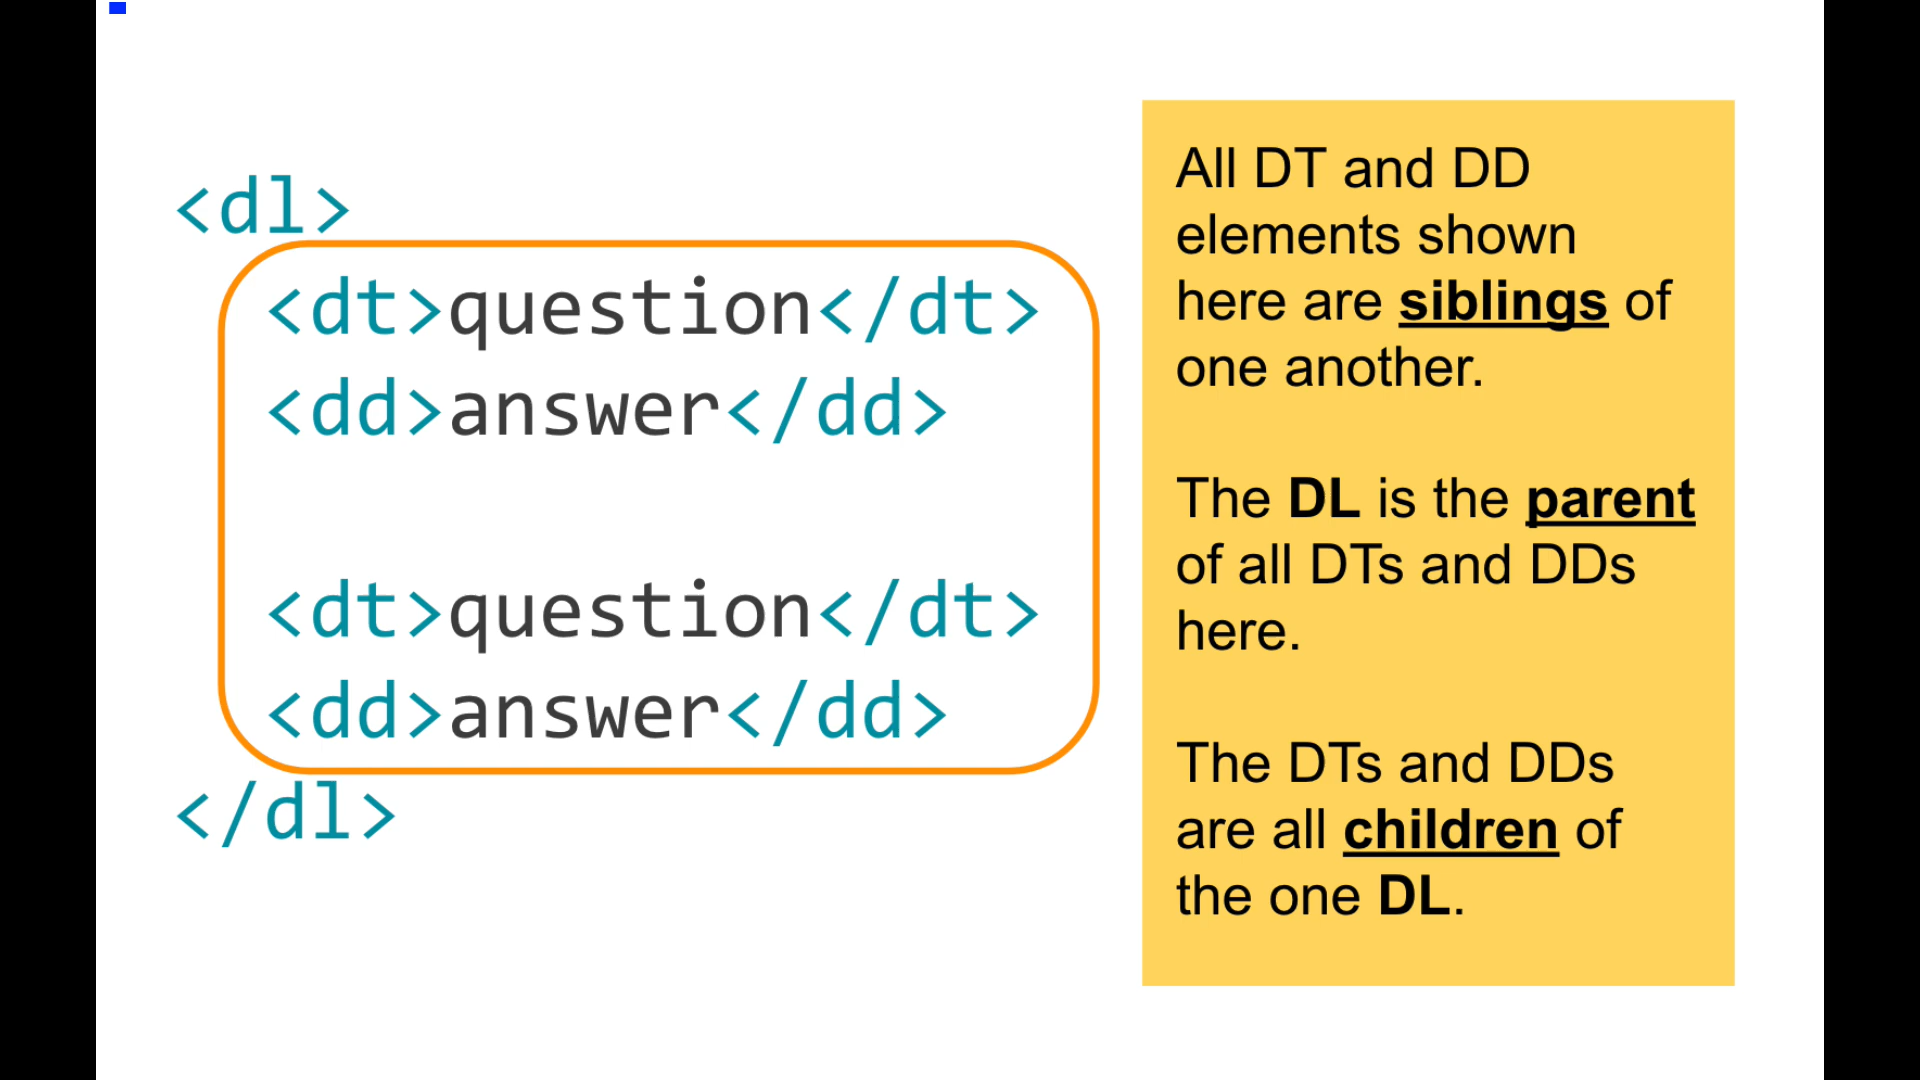 <dl>
<dt>question</dt>
<dd>answer</dd>
<dt>question</dt>
<dd>answer</dd>
</dl>
All DT and DD
elements shown
here are siblings of
one another.
The DL is the parent
of all DTs and DDs
here.
The DTs and DDs
are all children of
the one DL.